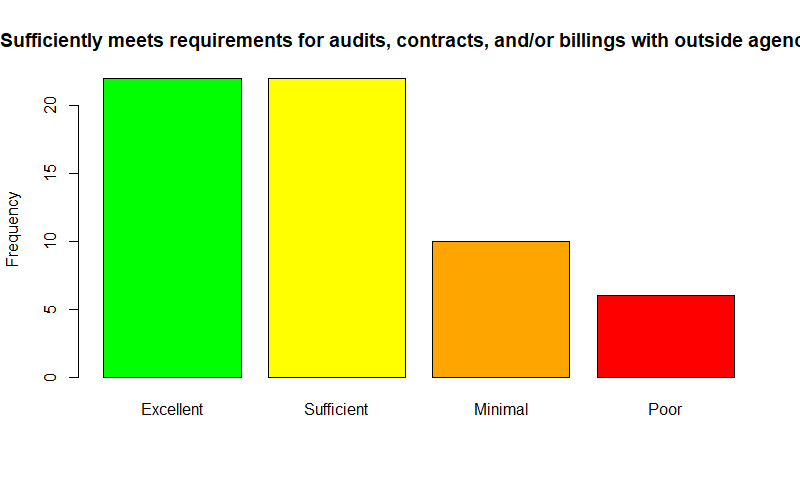 Sufficiently meets requirements for audits, contracts, and/or billings with outside agenc
Frequency
20
15
10
5
0
Excellent Sufficient Minimal Poor